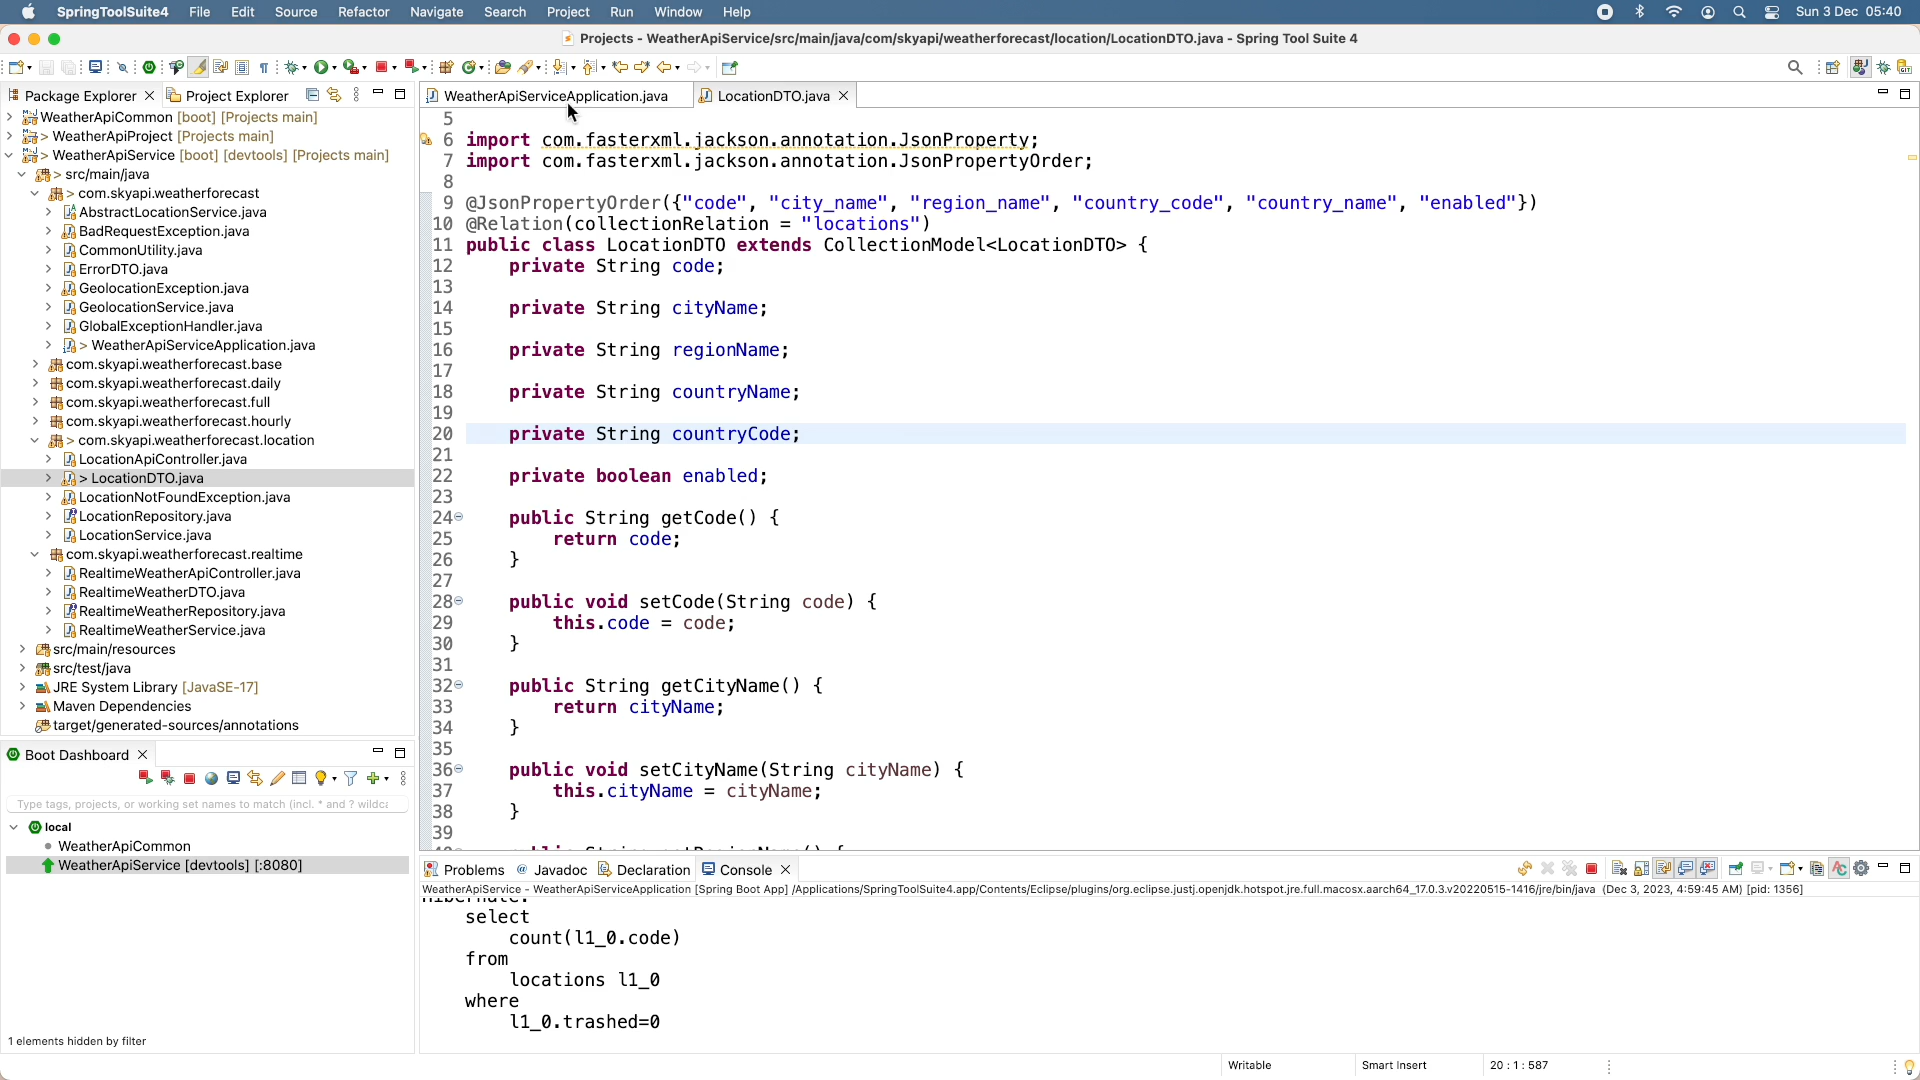 SpringToolSuite4 File Edit Source Refactor Navigate Search Project Run Window Help Sun 3 Dec 05:40
Projects - WeatherApiService/src/main/java/com/skyapi/weatherforecast/location/LocationDTO.java - Spring Tool Suite 4
Package Explorer Project Explorer
WeatherApiCommon [boot] [Projects main]
> WeatherApiProject [Projects main]
> WeatherApiService [boot] [devtools] [Projects main]
> src/main/java
> com.skyapi.weatherforecast
AbstractLocationService.java
BadRequestException.java
CommonUtility.java
ErrorDTO.java
GeolocationException.java
GeolocationService.java
GlobalExceptionHandler.java
> WeatherApiServiceApplication.java
com.skyapi.weatherforecast.base
com.skyapi.weatherforecast.daily
com.skyapi.weatherforecast.full
com.skyapi.weatherforecast.hourly
> com.skyapi.weatherforecast.location
LocationApiController.java
> LocationDTO.java
LocationNotFoundException.java
LocationRepository.java
LocationService.java
com.skyapi.weatherforecast.realtime
RealtimeWeatherApiController.java
RealtimeWeatherDTO.java
RealtimeWeatherRepository.java
RealtimeWeatherService.java
src/main/resources
src/test/java
JRE System Library [JavaSE-17]
Maven Dependencies
target/generated-sources/annotations
Boot Dashboard
Type tags, projects, or working set names to match (incl. * and ? wildca
local
WeatherApiCommon
WeatherApiService [devtools] [:8080]
1 elements hidden by filter
WeatherApiServiceApplication.java LocationDTO.java
5
6 import com.fasterxml.jackson.annotation.JsonProperty;
7 import com.fasterxml.jackson.annotation.JsonPropertyOrder;
8
9 @JsonPropertyOrder({"code", "city_name", "region_name", "country_code", "country_name", "enabled"})
10 @Relation(collectionRelation = "locations")
11 public class LocationDTO extends CollectionModel<LocationDTO> {
12 private String code;
13
14 private String cityName;
15
16 private String regionName;
17
18 private String countryName;
19
20 private String countryCode;
21
22 private boolean enabled;
23
24 public String getCode() {
25 return code;
26 }
27
28 public void setCode(String code) {
29 this.code = code;
30 }
31
32 public String getCityName() {
33 return cityName;
34 }
35
36 public void setCityName(String cityName) {
37 this.cityName = cityName;
38 }
39
Problems Javadoc Declaration Console
WeatherApiService - WeatherApiServiceApplication [Spring Boot App] /Applications/SpringToolSuite4.app/Contents/Eclipse/plugins/org.eclipse.justj.openjdk.hotspot.jre.full.macosx.aarch64_17.0.3.v20220515-1416/jre/bin/java (Dec 3, 2023, 4:59:45 AM) [pid: 1356]
select
count(l1_0.code)
from
locations l1_0
where
l1_0.trashed=0
Writable Smart Insert 20 : 1 : 587